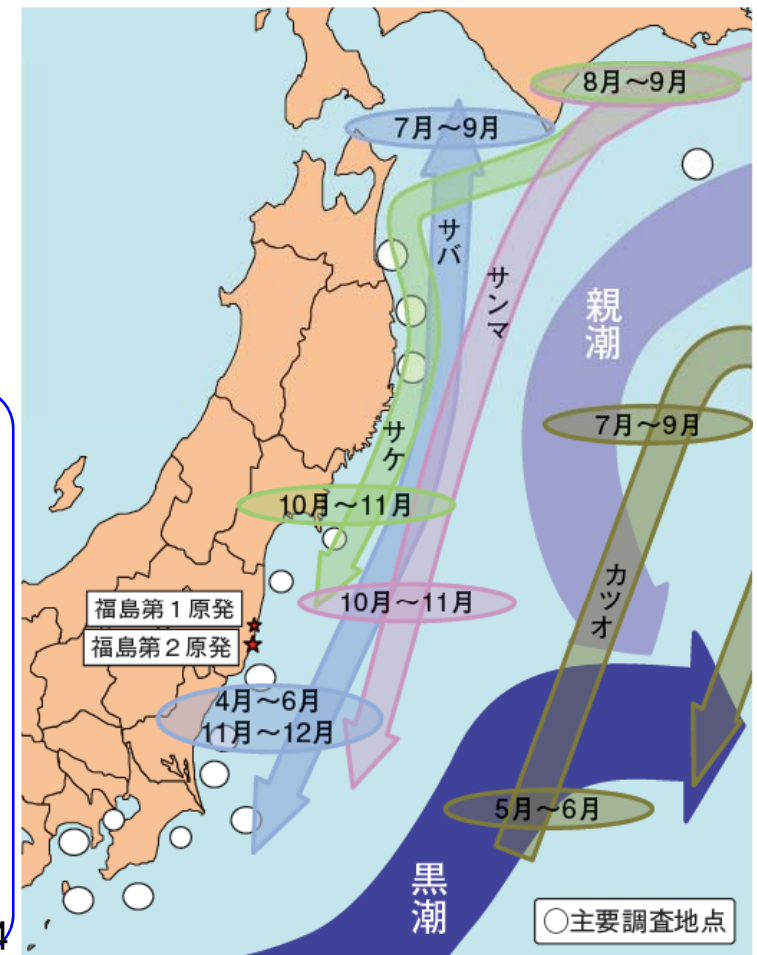 8月～9月
7月～9月
サバ
サンマ
親潮
7月～9月
サケ
10月～11月
カツオ
10月～11月
福島第1原発
福島第2原発
4月～6月
11月～12月
5月～6月
黒潮
○主要調査地点
4